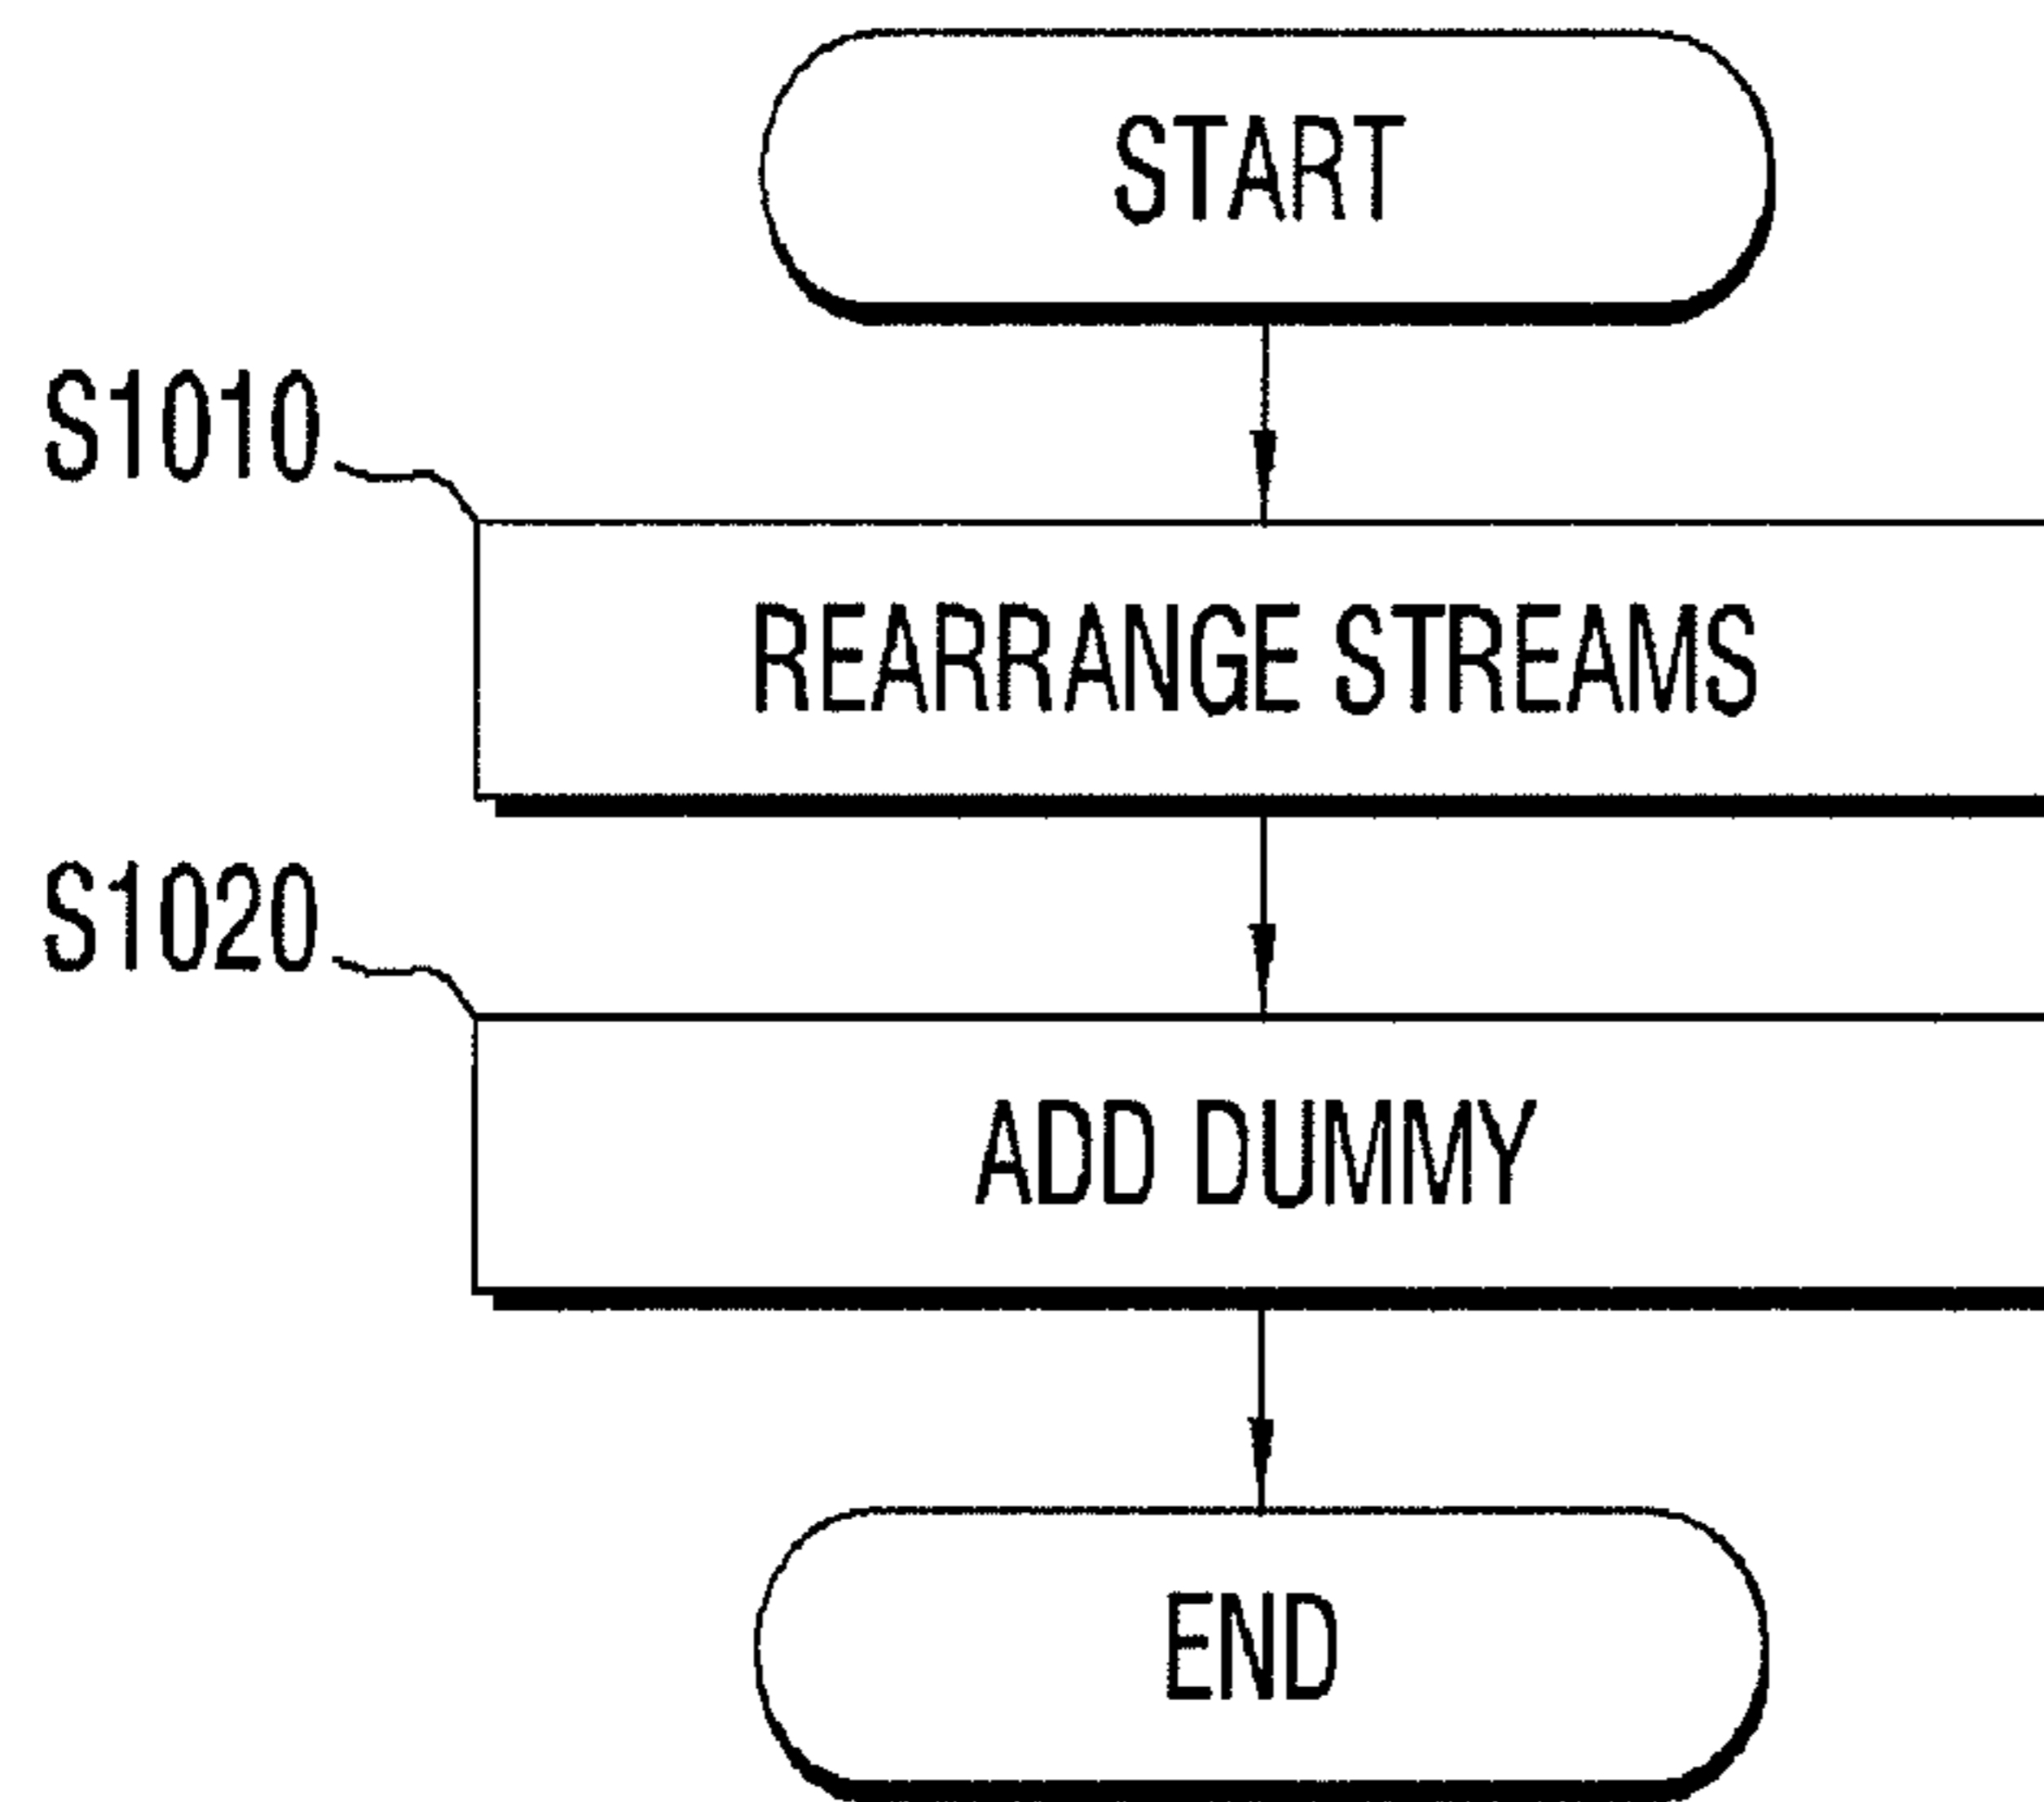 START
S1010
REARRANGE STREAMS
S1020
ADD DUMMY
END